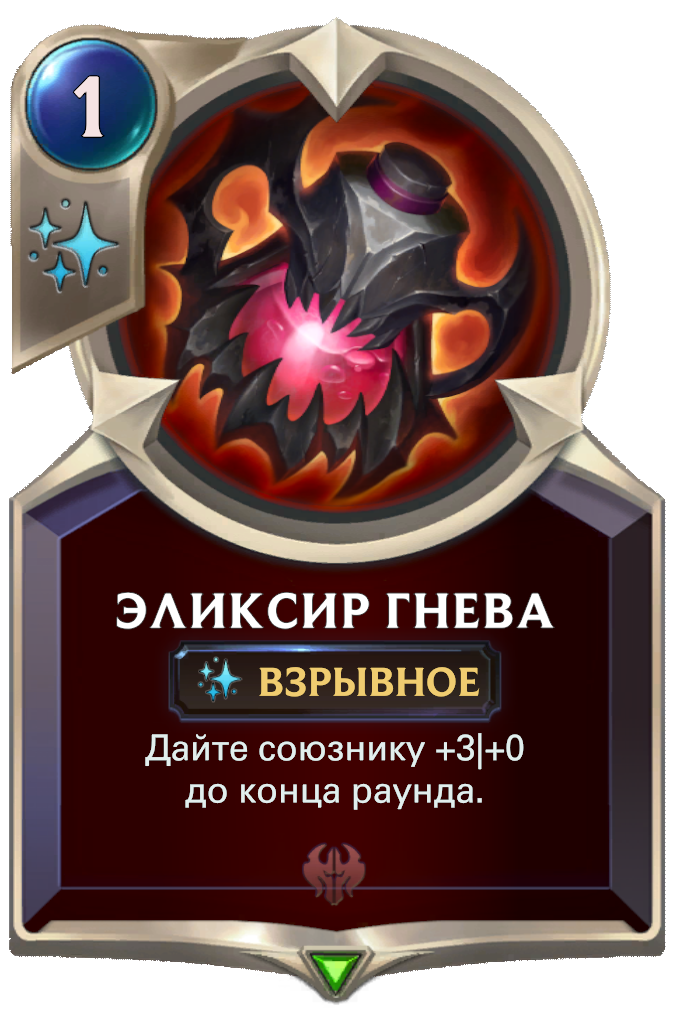 1
ЭЛИКСИР ГНЕВА
ВЗРЫВНОЕ
Дайте союзнику +3|+0
до конца раунда.